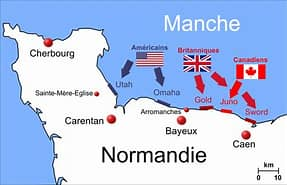 Manche
Cherbourg
Américains
Britanniques
Canadiens
Sainte-Mère-Eglise
Utah
Omaha
Gold
Juno
Sword
Arromanches
Carentan
Bayeux
Caen
Normandie
km
0 10